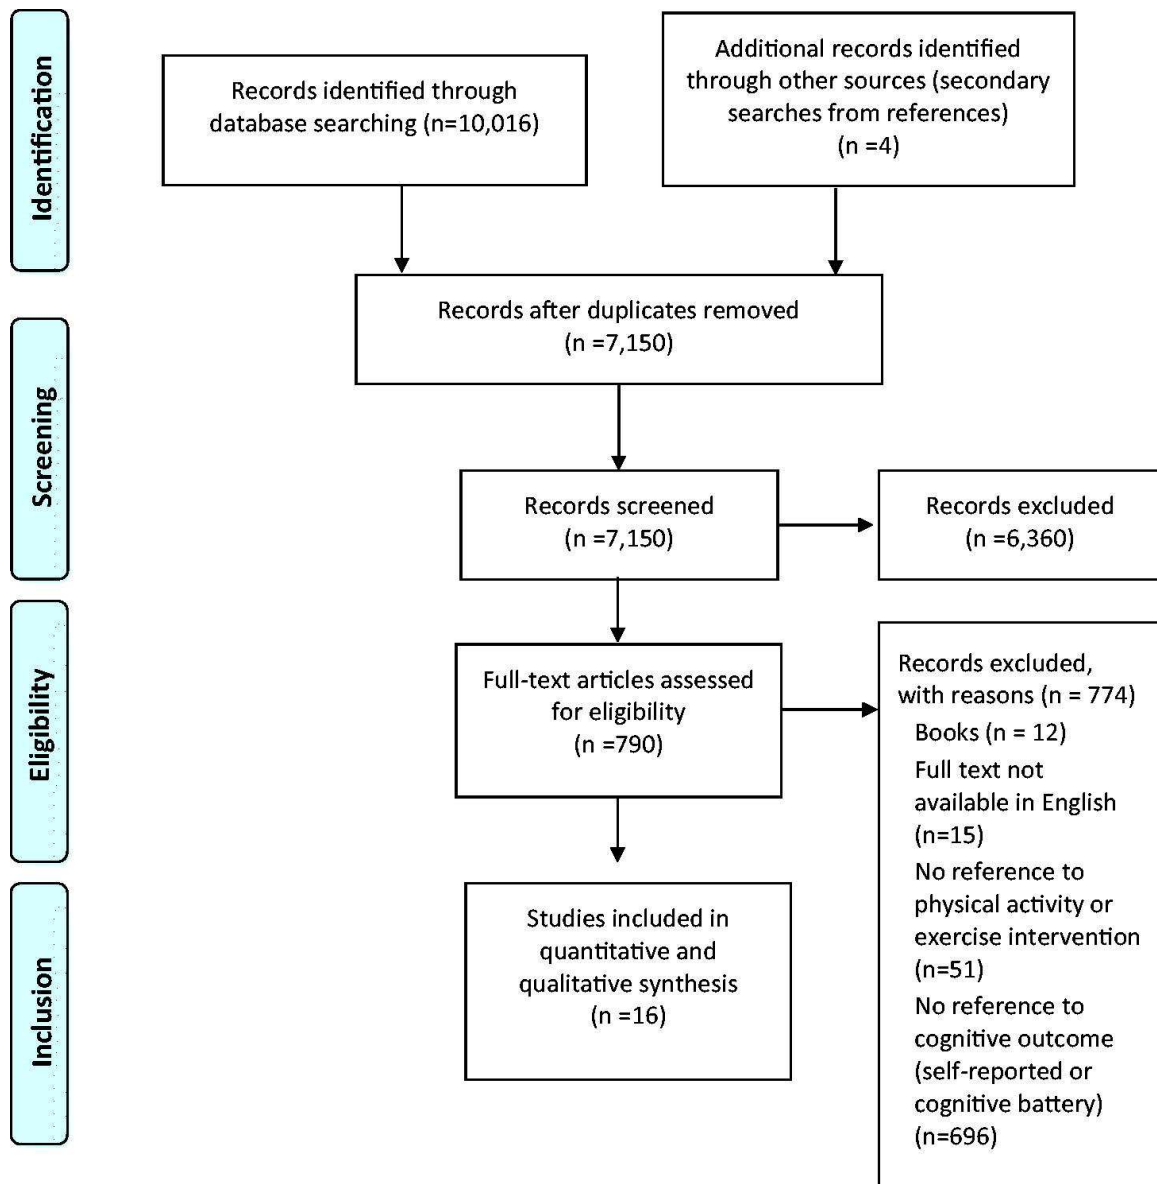 Identification
Records identified through
database searching (n=10,016)
Additional records identified
through other sources (secondary
searches from references)
(n =4)
Records after duplicates removed
(n =7,150)
Screening
Records screened
(n =7,150)
Records excluded
(n =6,360)
Eligibility
Full-text articles assessed
for eligibility
(n =790)
Records excluded,
with reasons (n = 774)
Books (n = 12)
Full text not
available in English
(n=15)
No reference to
physical activity or
exercise intervention
(n=51)
No reference to
cognitive outcome
(self-reported or
cognitive battery)
(n=696)
Inclusion
Studies included in
quantitative and
qualitative synthesis
(n =16)